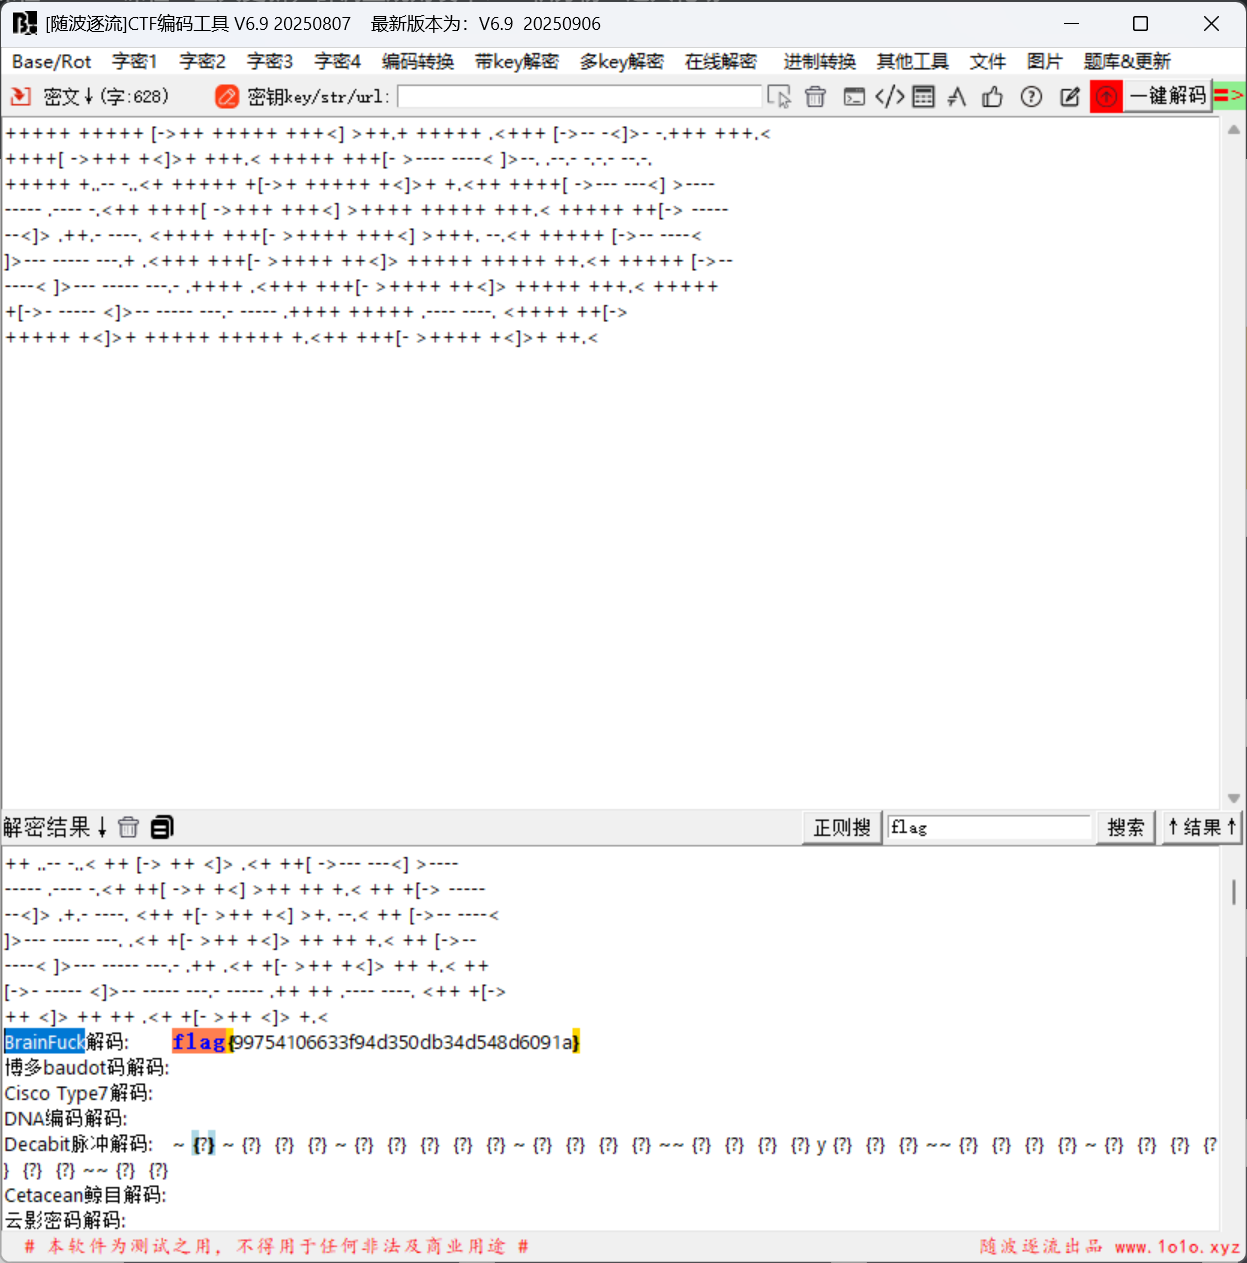 [随波逐流]CTF编码工具 V6.9 20250807 最新版本为：V6.9 20250906
Base/Rot 字密1 字密2 字密3 字密4 编码转换 带key解密 多key解密 在线解密 进制转换 其他工具 文件 图片 题库&更新
密文↓(字:628) 密钥key/str/url: 一键解码 =>
+++++ +++++ [->++ +++++ +++<] >++.+ +++++ .<+++ [->-- -<]>- -.+++ +++.<
++++[ ->+++ +<]>+ +++.< +++++ +++[- >---- ----< ]>--. .--.- -.-.- --.-.
+++++ +..-- -..<+ +++++ +[->+ +++++ +<]>+ +.<++ ++++[ ->--- ---<] >----
----- .---- -.<++ ++++[ ->+++ +++<] >++++ +++++ +++.< +++++ ++[-> -----
--<]> .++.- ----. <++++ +++[- >++++ +++<] >+++. --.<+ +++++ [->-- ----<
]>--- ----- ---.+ .<+++ +++[- >++++ ++<]> +++++ +++++ ++.<+ +++++ [->--
----< ]>--- ----- ---.- .++++ .<+++ +++[- >++++ ++<]> +++++ +++.< +++++
+[->- ----- <]>-- ----- ---.- ----- .++++ +++++ .---- ----. <++++ ++[->
+++++ +<]>+ +++++ +++++ +.<++ +++[- >++++ +<]>+ ++.<
解密结果↓ 正则搜 flag 搜索 ↑结果↑
++ ..-- -..< ++ [-> ++ <]> .<+ ++[ ->--- ---<] >----
----- .---- -.<+ ++[ ->+ +<] >++ ++ +.< ++ +[-> -----
--<]> .+.- ----. <++ +[- >++ +<] >+. --.< ++ [->-- ----<
]>--- ----- ---. .<+ +[- >++ +<]> ++ ++ +.< ++ [->--
----< ]>--- ----- ---.- .++ .<+ +[- >++ +<]> ++ +.< ++
[->- ----- <]>-- ----- ---.- ----- .++ ++ .---- ----. <++ +[->
++ <]> ++ ++ .<+ +[- >++ <]> +.<
BrainFuck解码: flag{99754106633f94d350db34d548d6091a}
博多baudot码解码:
Cisco Type7解码:
DNA编码解码:
Decabit脉冲解码: ~ {?} ~ {?} {?} {?} ~ {?} {?} {?} {?} {?} ~ {?} {?} {?} {?} ~~ {?} {?} {?} {?} y {?} {?} {?} ~~ {?} {?} {?} {?} ~ {?} {?} {?} {?
} {?} {?} ~~ {?} {?}
Cetacean鲸目解码:
云影密码解码:
# 本软件为测试之用，不得用于任何非法及商业用途 # 随波逐流出品 www.1o1o.xyz